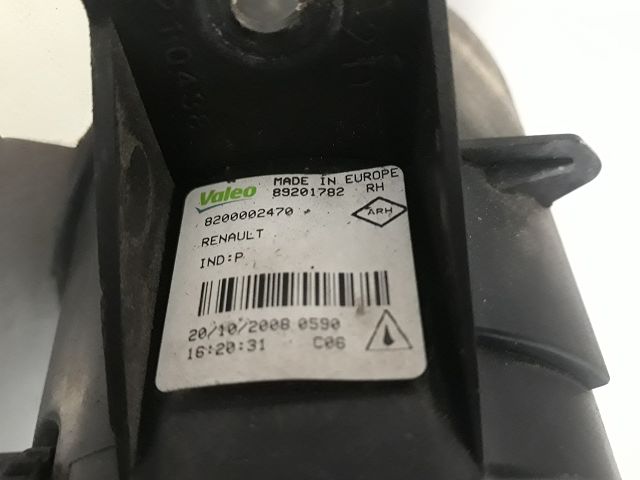 Valeo MADE IN EUROPE
89201782 RH
8200002470
ARH
RENAULT
IND:P
20/10/2008 0590
16:20:31 C06